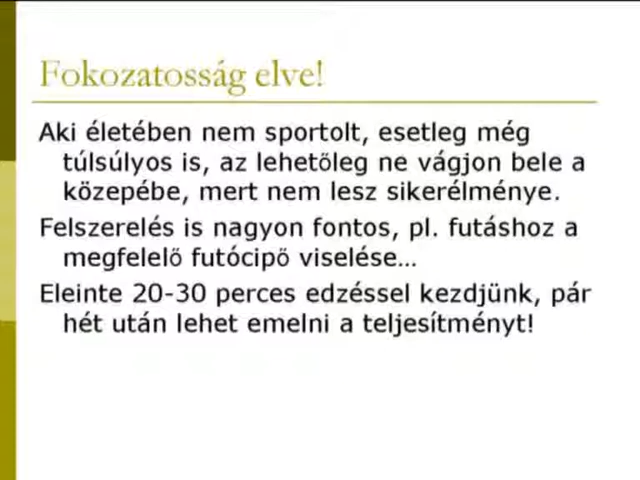 Fokozatosság elve!
Aki életében nem sportolt, esetleg még
túlsúlyos is, az lehetőleg ne vágjon bele a
közepébe, mert nem lesz sikerélménye.
Felszerelés is nagyon fontos, pl. futáshoz a
megfelelő futócipő viselése…
Eleinte 20-30 perces edzéssel kezdjünk, pár
hét után lehet emelni a teljesítményt!